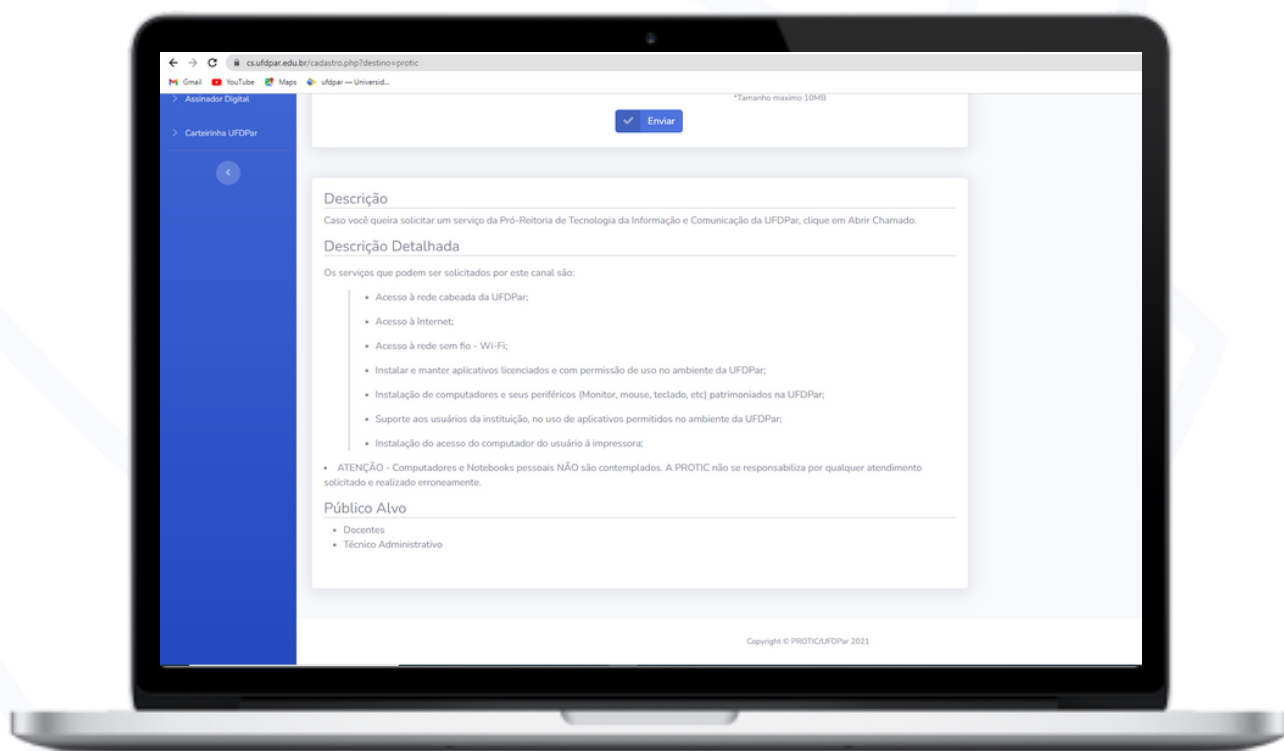 cs.ufdpar.edu.br/cadastro.php?destino=protic
Gmail YouTube Maps ufdpar — Universid...
Assinador Digital
*Tamanho maximo 10MB
Enviar
Carteirinha UFDPar
Descrição
Caso você queira solicitar um serviço da Pró-Reitoria de Tecnologia da Informação e Comunicação da UFDPar, clique em Abrir Chamado.
Descrição Detalhada
Os serviços que podem ser solicitados por este canal são:
• Acesso à rede cabeada da UFDPar;
• Acesso à Internet;
• Acesso à rede sem fio - Wi-Fi;
• Instalar e manter aplicativos licenciados e com permissão de uso no ambiente da UFDPar;
• Instalação de computadores e seus periféricos (Monitor, mouse, teclado, etc) patrimoniados na UFDPar;
• Suporte aos usuários da instituição, no uso de aplicativos permitidos no ambiente da UFDPar;
• Instalação do acesso do computador do usuário á impressora;
• ATENÇÃO - Computadores e Notebooks pessoais NÃO são contemplados. A PROTIC não se responsabiliza por qualquer atendimento
solicitado e realizado erroneamente.
Público Alvo
• Docentes
• Técnico Administrativo
Copyright © PROTIC/UFDPar 2021